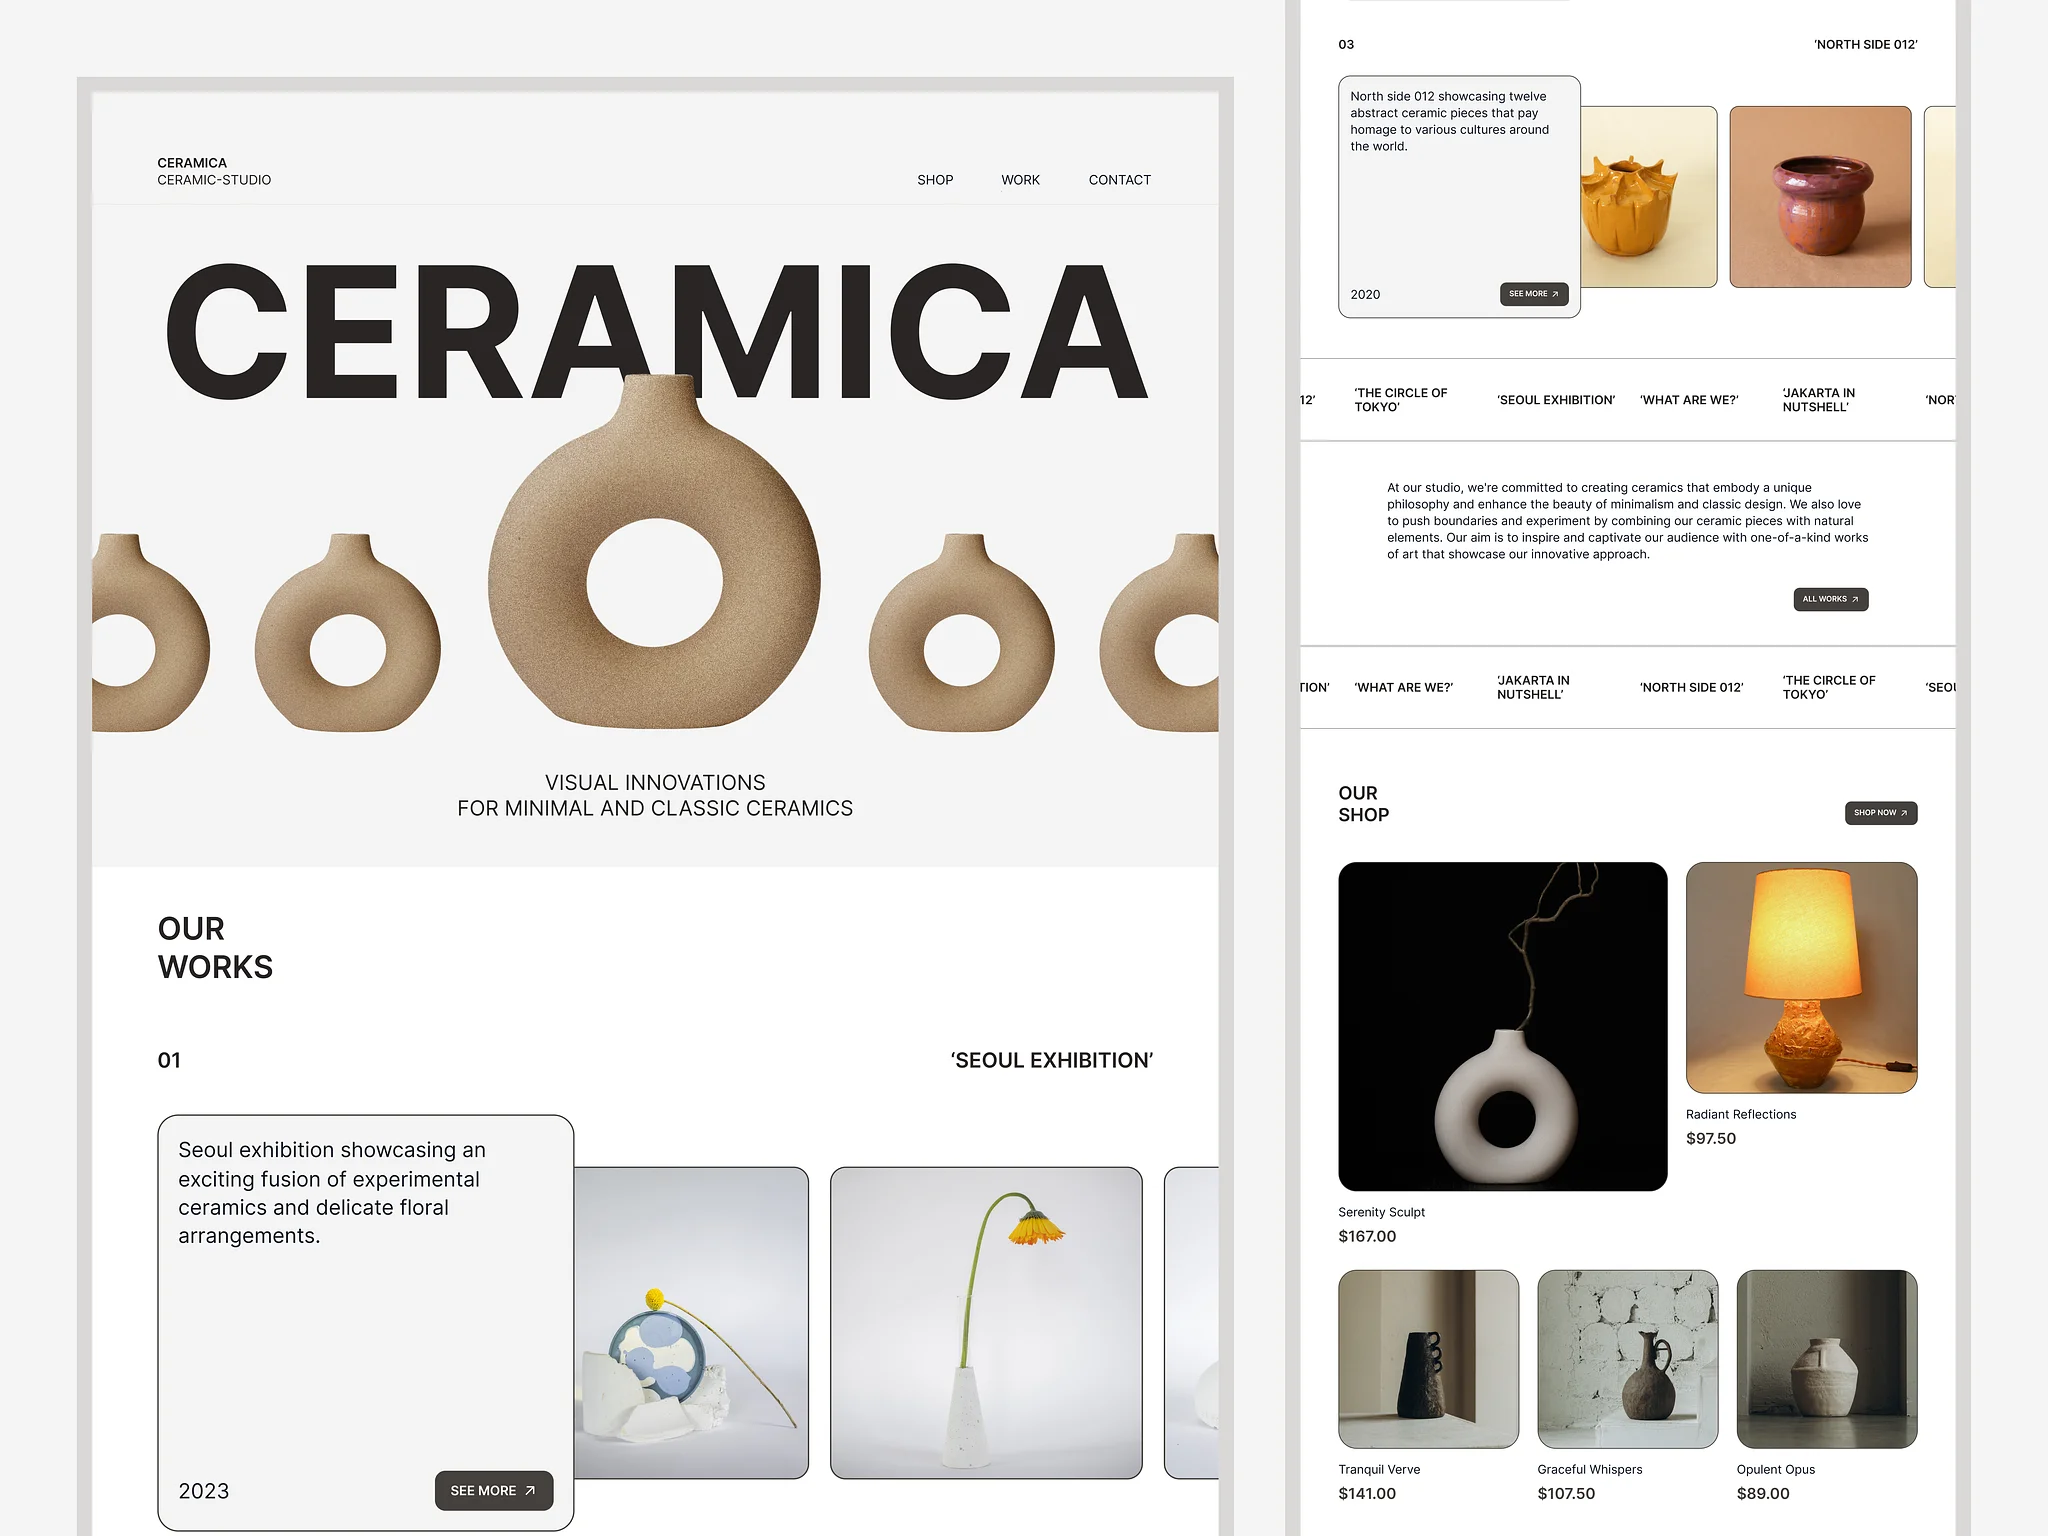 CERAMICA
CERAMIC-STUDIO
SHOP
WORK
CONTACT
CERAMICA
VISUAL INNOVATIONS
FOR MINIMAL AND CLASSIC CERAMICS
OUR
WORKS
01
‘SEOUL EXHIBITION’
Seoul exhibition showcasing an
exciting fusion of experimental
ceramics and delicate floral
arrangements.
2023
SEE MORE
03
‘NORTH SIDE 012’
North side 012 showcasing twelve
abstract ceramic pieces that pay
homage to various cultures around
the world.
2020
SEE MORE
12’
‘THE CIRCLE OF
TOKYO’
‘SEOUL EXHIBITION’
‘WHAT ARE WE?’
‘JAKARTA IN
NUTSHELL’
‘NOR
At our studio, we're committed to creating ceramics that embody a unique
philosophy and enhance the beauty of minimalism and classic design. We also love
to push boundaries and experiment by combining our ceramic pieces with natural
elements. Our aim is to inspire and captivate our audience with one-of-a-kind works
of art that showcase our innovative approach.
ALL WORKS
TION’
‘WHAT ARE WE?’
‘JAKARTA IN
NUTSHELL’
‘NORTH SIDE 012’
‘THE CIRCLE OF
TOKYO’
‘SEOU
OUR
SHOP
SHOP NOW
Radiant Reflections
$97.50
Serenity Sculpt
$167.00
Tranquil Verve
$141.00
Graceful Whispers
$107.50
Opulent Opus
$89.00